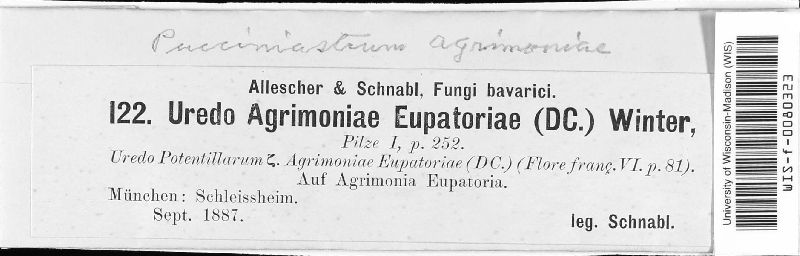 Pucciniastrum agrimoniae
Allescher & Schnabl, Fungi bavarici.
122. Uredo Agrimoniae Eupatoriae (DC.) Winter,
Pilze I, p. 252.
Uredo Potentillarum ζ. Agrimoniae Eupatoriae (DC.) (Flore franç. VI. p. 81).
Auf Agrimonia Eupatoria.
München: Schleissheim.
Sept. 1887.
leg. Schnabl.
University of Wisconsin-Madison (WIS)
WIS-f-0009353